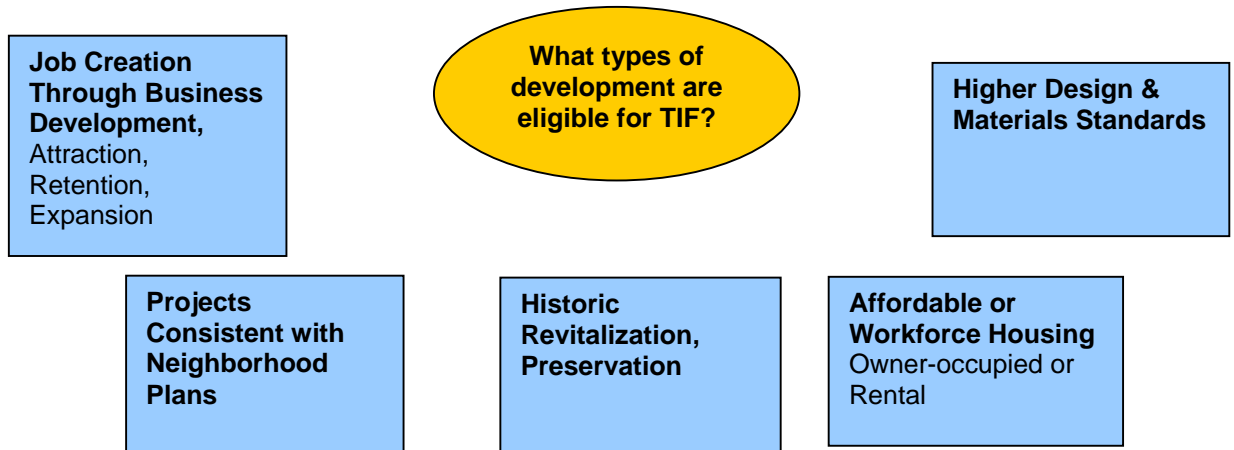 What types of
development are
eligible for TIF?
Job Creation
Through Business
Development,
Attraction,
Retention,
Expansion
Higher Design &
Materials Standards
Projects
Consistent with
Neighborhood
Plans
Historic
Revitalization,
Preservation
Affordable or
Workforce Housing
Owner-occupied or
Rental